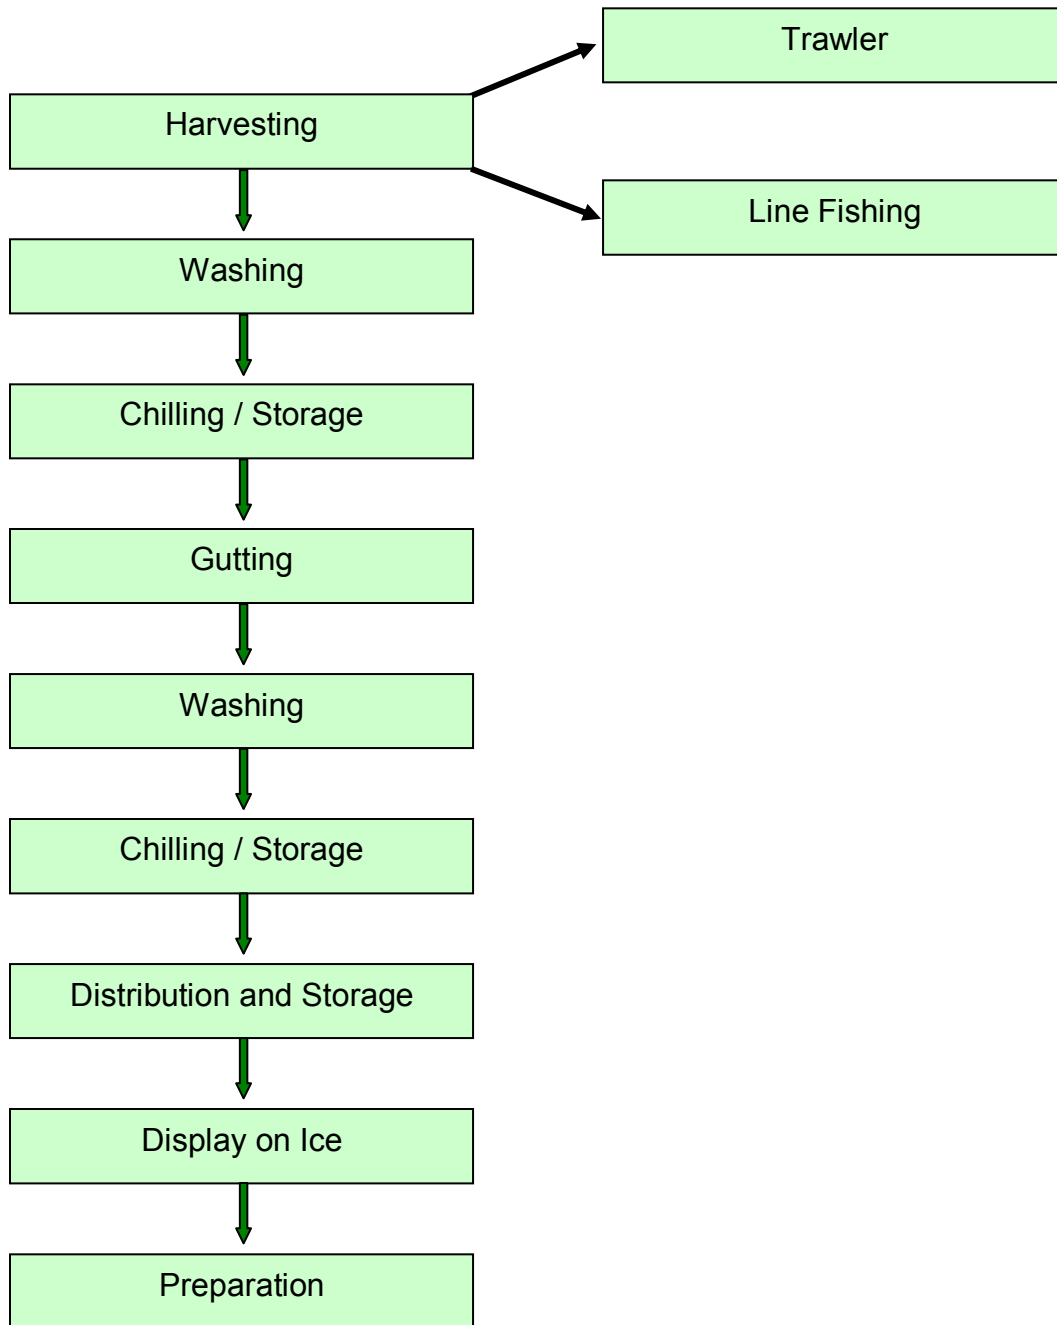 Trawler
Harvesting
Line Fishing
Washing
Chilling / Storage
Gutting
Washing
Chilling / Storage
Distribution and Storage
Display on Ice
Preparation